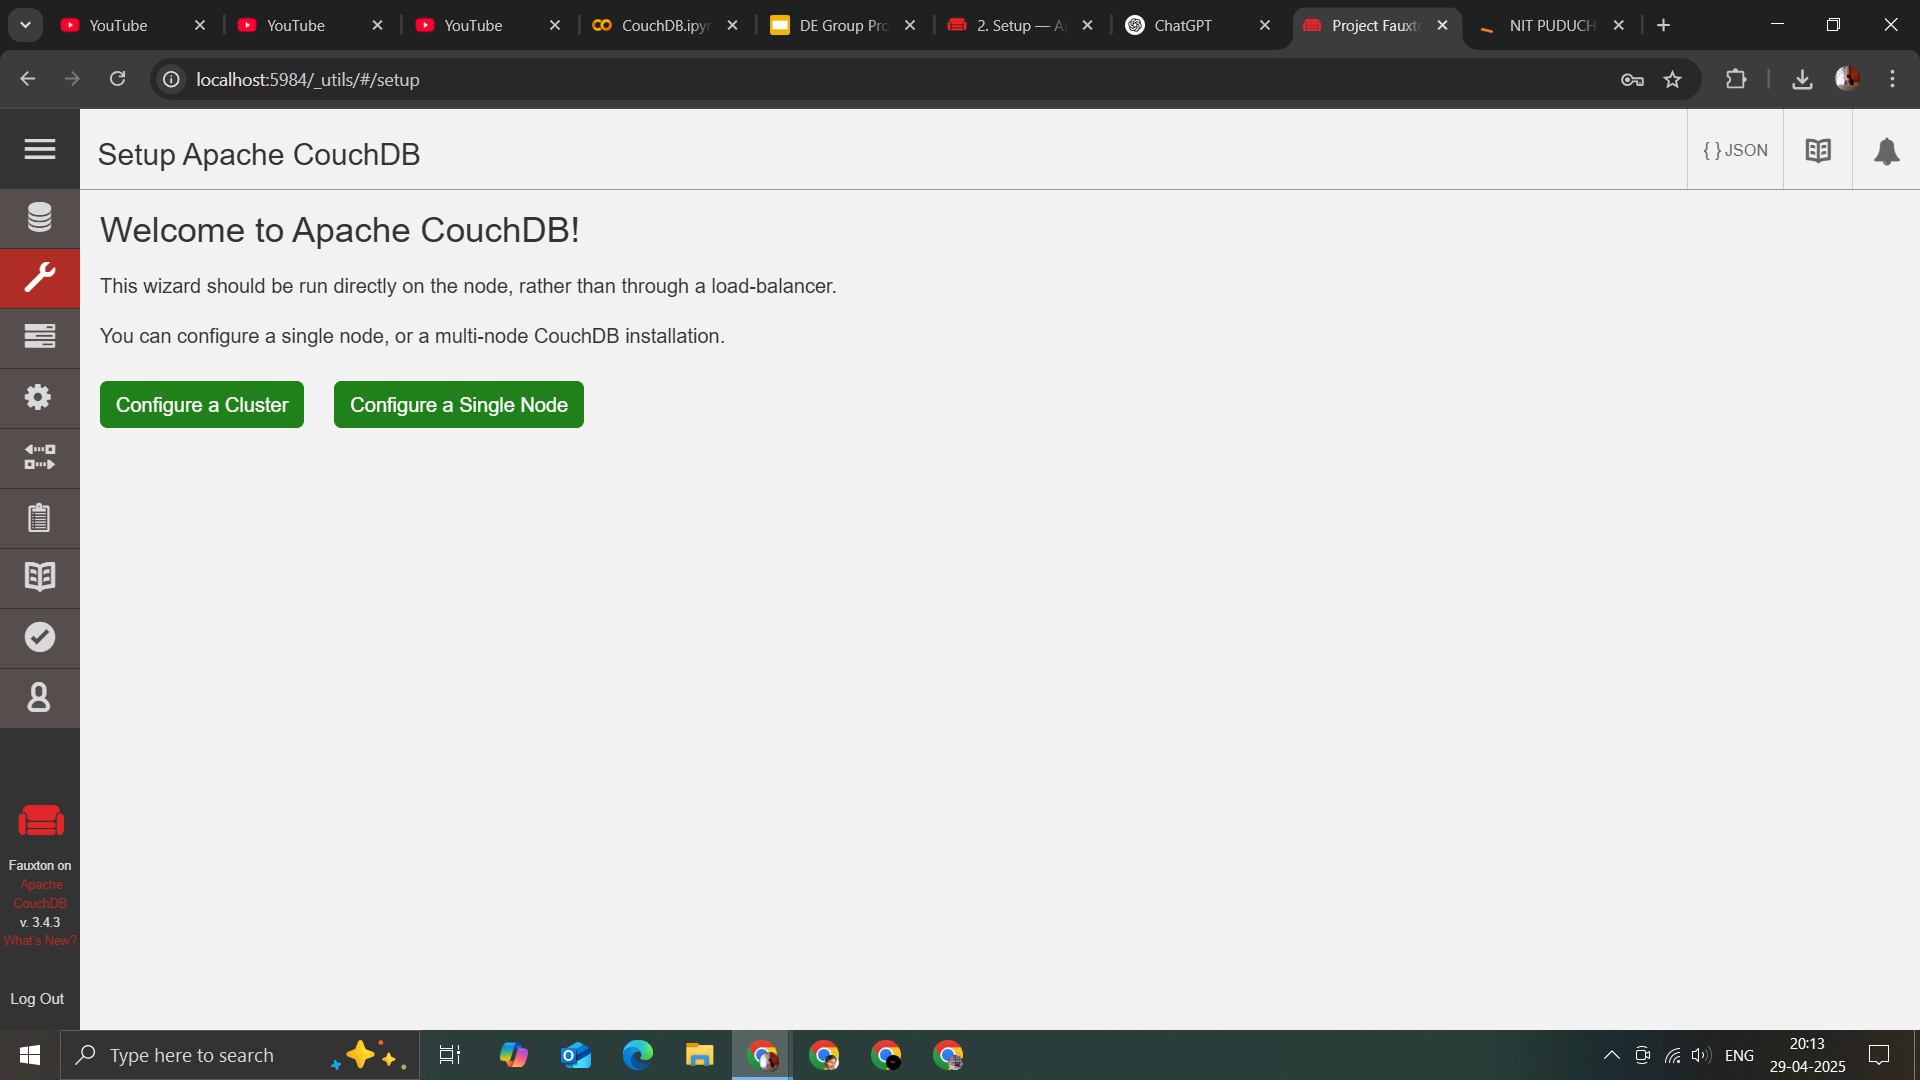 YouTube
YouTube
YouTube
CouchDB.ipy
DE Group Pro
2. Setup — A
ChatGPT
Project Fauxt
NIT PUDUCH
localhost:5984/_utils/#/setup
Setup Apache CouchDB
{ } JSON
Welcome to Apache CouchDB!
This wizard should be run directly on the node, rather than through a load-balancer.
You can configure a single node, or a multi-node CouchDB installation.
Configure a Cluster
Configure a Single Node
Fauxton on
Apache
CouchDB
v. 3.4.3
What's New?
Log Out
Type here to search
ENG
20:13
29-04-2025